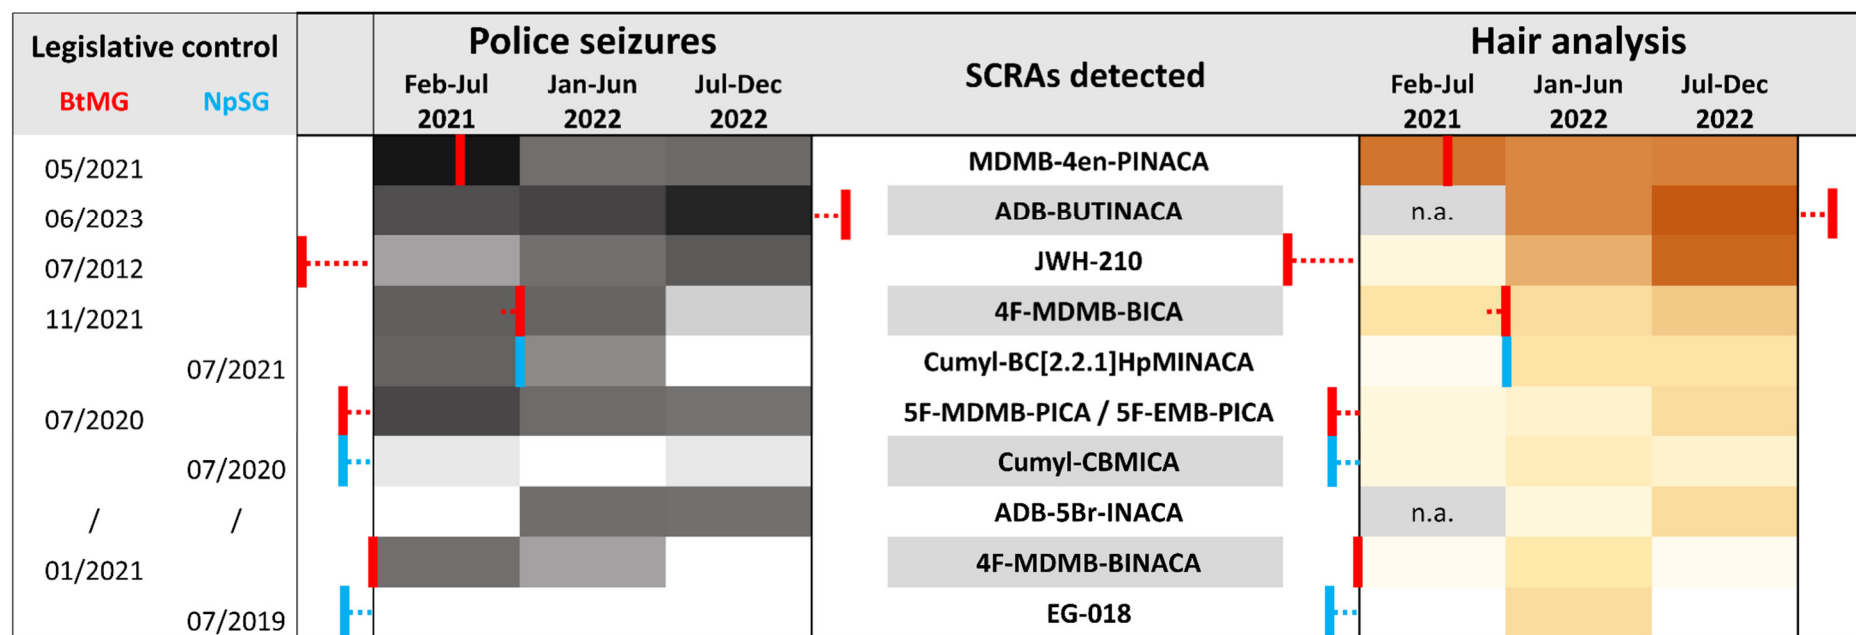 Legislative control
Police seizures
SCRAs detected
Hair analysis
BtMG NpSG
Feb-Jul 2021
Jan-Jun 2022
Jul-Dec 2022
Feb-Jul 2021
Jan-Jun 2022
Jul-Dec 2022
05/2021 MDMB-4en-PINACA
06/2023 ADB-BUTINACA n.a.
07/2012 JWH-210
11/2021 4F-MDMB-BICA
07/2021 Cumyl-BC[2.2.1]HpMINACA
07/2020 5F-MDMB-PICA / 5F-EMB-PICA
07/2020 Cumyl-CBMICA
/ / ADB-5Br-INACA n.a.
01/2021 4F-MDMB-BINACA
07/2019 EG-018